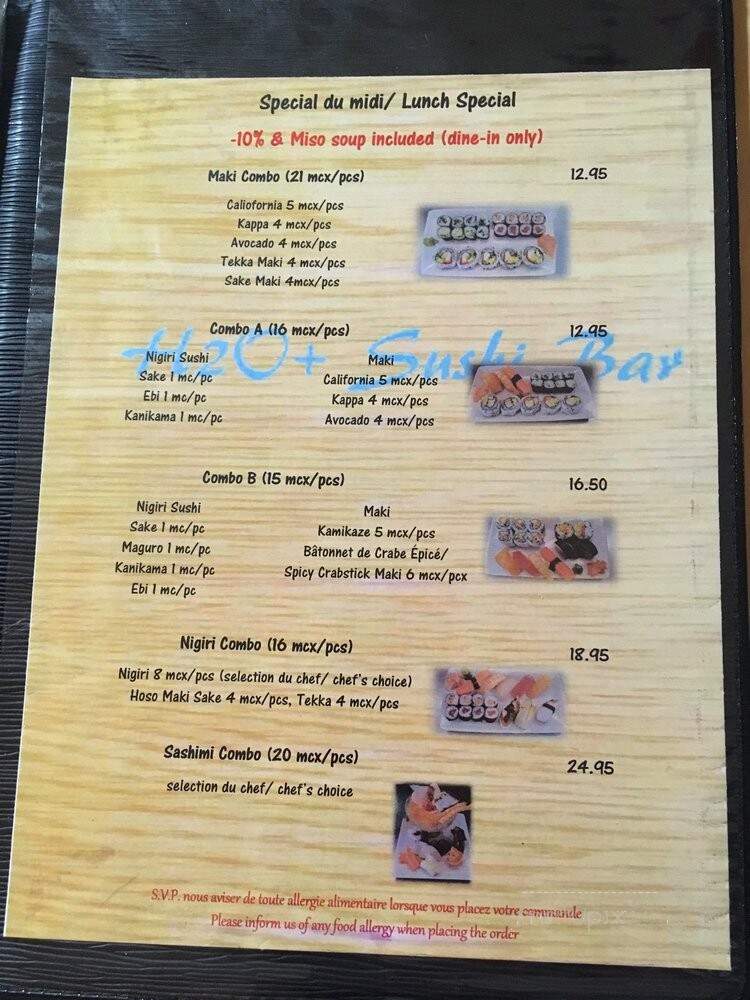 Special du midi/ Lunch Special
-10% & Miso soup included (dine-in only)
Maki Combo (21 mcx/pcs) 12.95
Caliofornia 5 mcx/pcs
Kappa 4 mcx/pcs
Avocado 4 mcx/pcs
Tekka Maki 4 mcx/pcs
Sake Maki 4mcx/pcs
Combo A (16 mcx/pcs) 12.95
H2O+ Sushi Bar
Nigiri Sushi
Sake 1 mc/pc
Ebi 1 mc/pc
Kanikama 1 mc/pc
Maki
California 5 mcx/pcs
Kappa 4 mcx/pcs
Avocado 4 mcx/pcs
Combo B (15 mcx/pcs) 16.50
Nigiri Sushi
Sake 1 mc/pc
Maguro 1 mc/pc
Kanikama 1 mc/pc
Ebi 1 mc/pc
Maki
Kamikaze 5 mcx/pcs
Bâtonnet de Crabe Épicé/
Spicy Crabstick Maki 6 mcx/pcx
Nigiri Combo (16 mcx/pcs) 18.95
Nigiri 8 mcx/pcs (selection du chef/ chef's choice)
Hoso Maki Sake 4 mcx/pcs, Tekka 4 mcx/pcs
Sashimi Combo (20 mcx/pcs) 24.95
selection du chef/ chef's choice
S.V.P. nous aviser de toute allergie alimentaire lorsque vous placez votre commande
Please inform us of any food allergy when placing the order